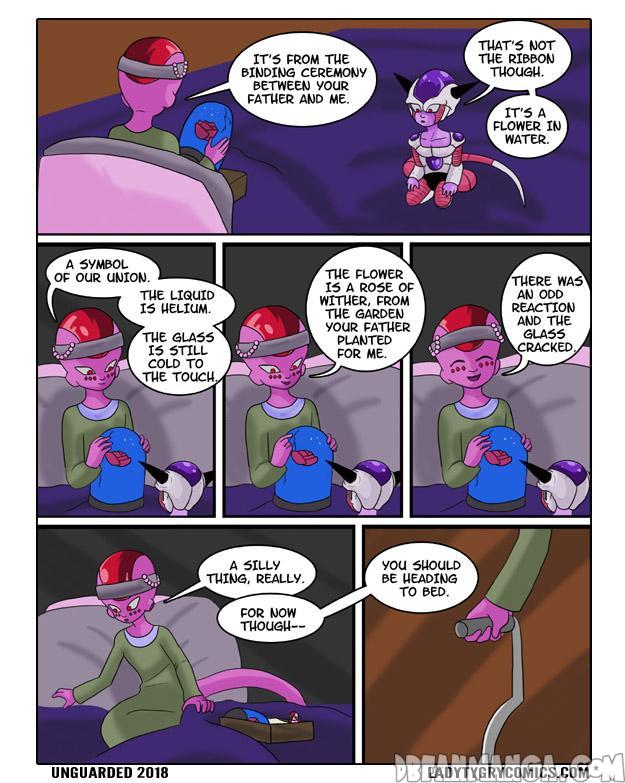 IT'S FROM THE
BINDING CEREMONY
BETWEEN YOUR
FATHER AND ME.
THAT'S NOT
THE RIBBON
THOUGH.
IT'S A
FLOWER IN
WATER.
A SYMBOL
OF OUR UNION.
THE LIQUID
IS HELIUM.
THE GLASS
IS STILL
COLD TO
THE TOUCH.
THE FLOWER
IS A ROSE OF
WITHER, FROM
THE GARDEN
YOUR FATHER
PLANTED
FOR ME.
THERE WAS
AN ODD
REACTION
AND THE
GLASS
CRACKED.
A SILLY
THING, REALLY.
FOR NOW
THOUGH--
YOU SHOULD
BE HEADING
TO BED.
UNGUARDED 2018
LADYTYGRYCOMICS.COM
DBFANMANGA.COM